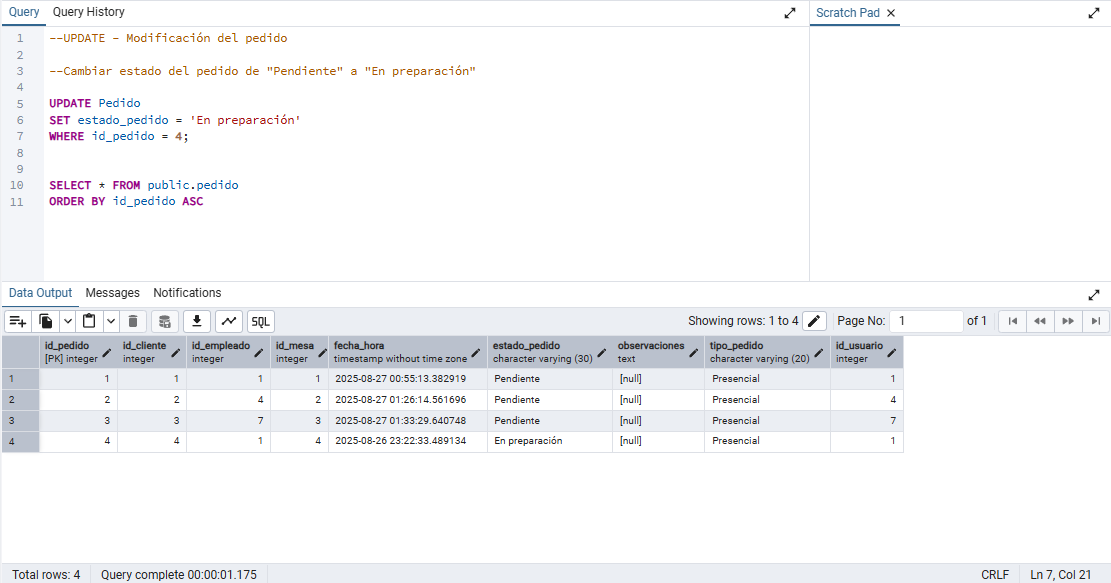 Query Query History
Scratch Pad
1 --UPDATE - Modificación del pedido
2
3 --Cambiar estado del pedido de "Pendiente" a "En preparación"
4
5 UPDATE Pedido
6 SET estado_pedido = 'En preparación'
7 WHERE id_pedido = 4;
8
9
10 SELECT * FROM public.pedido
11 ORDER BY id_pedido ASC
Data Output Messages Notifications
SQL Showing rows: 1 to 4 Page No: 1 of 1
id_pedido id_cliente id_empleado id_mesa fecha_hora estado_pedido observaciones tipo_pedido id_usuario
[PK] integer integer integer integer timestamp without time zone character varying (30) text character varying (20) integer
1 1 1 1 1 2025-08-27 00:55:13.382919 Pendiente [null] Presencial 1
2 2 2 4 2 2025-08-27 01:26:14.561696 Pendiente [null] Presencial 4
3 3 3 7 3 2025-08-27 01:33:29.640748 Pendiente [null] Presencial 7
4 4 4 1 4 2025-08-26 23:22:33.489134 En preparación [null] Presencial 1
Total rows: 4 Query complete 00:00:01.175 CRLF Ln 7, Col 21